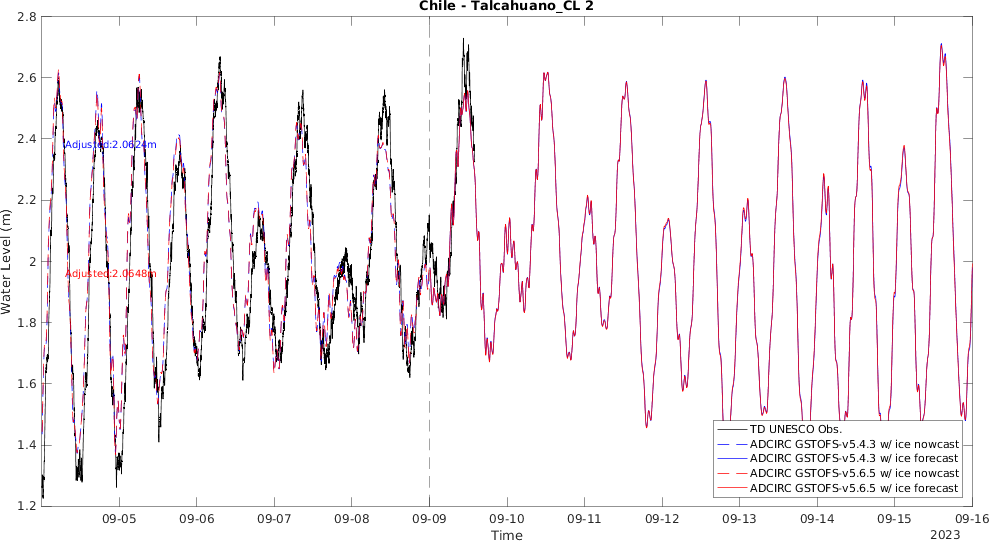 Chile - Talcahuano_CL 2
2.8
2.6
2.4
2.2
2
1.8
1.6
1.4
1.2
Water Level (m)
Adjusted:2.0624m
Adjusted:2.0548m
TD UNESCO Obs.
ADCIRC GSTOFS-v5.4.3 w/ ice nowcast
ADCIRC GSTOFS-v5.4.3 w/ ice forecast
ADCIRC GSTOFS-v5.6.5 w/ ice nowcast
ADCIRC GSTOFS-v5.6.5 w/ ice forecast
09-05 09-06 09-07 09-08 09-09 09-10 09-11 09-12 09-13 09-14 09-15 09-16
Time
2023